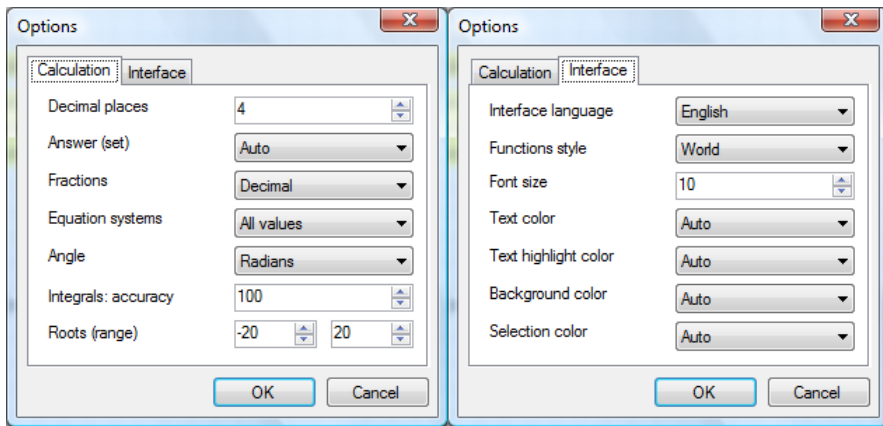 Options
Calculation Interface
Decimal places 4
Answer (set) Auto
Fractions Decimal
Equation systems All values
Angle Radians
Integrals: accuracy 100
Roots (range) -20 20
OK Cancel
Options
Calculation Interface
Interface language English
Functions style World
Font size 10
Text color Auto
Text highlight color Auto
Background color Auto
Selection color Auto
OK Cancel